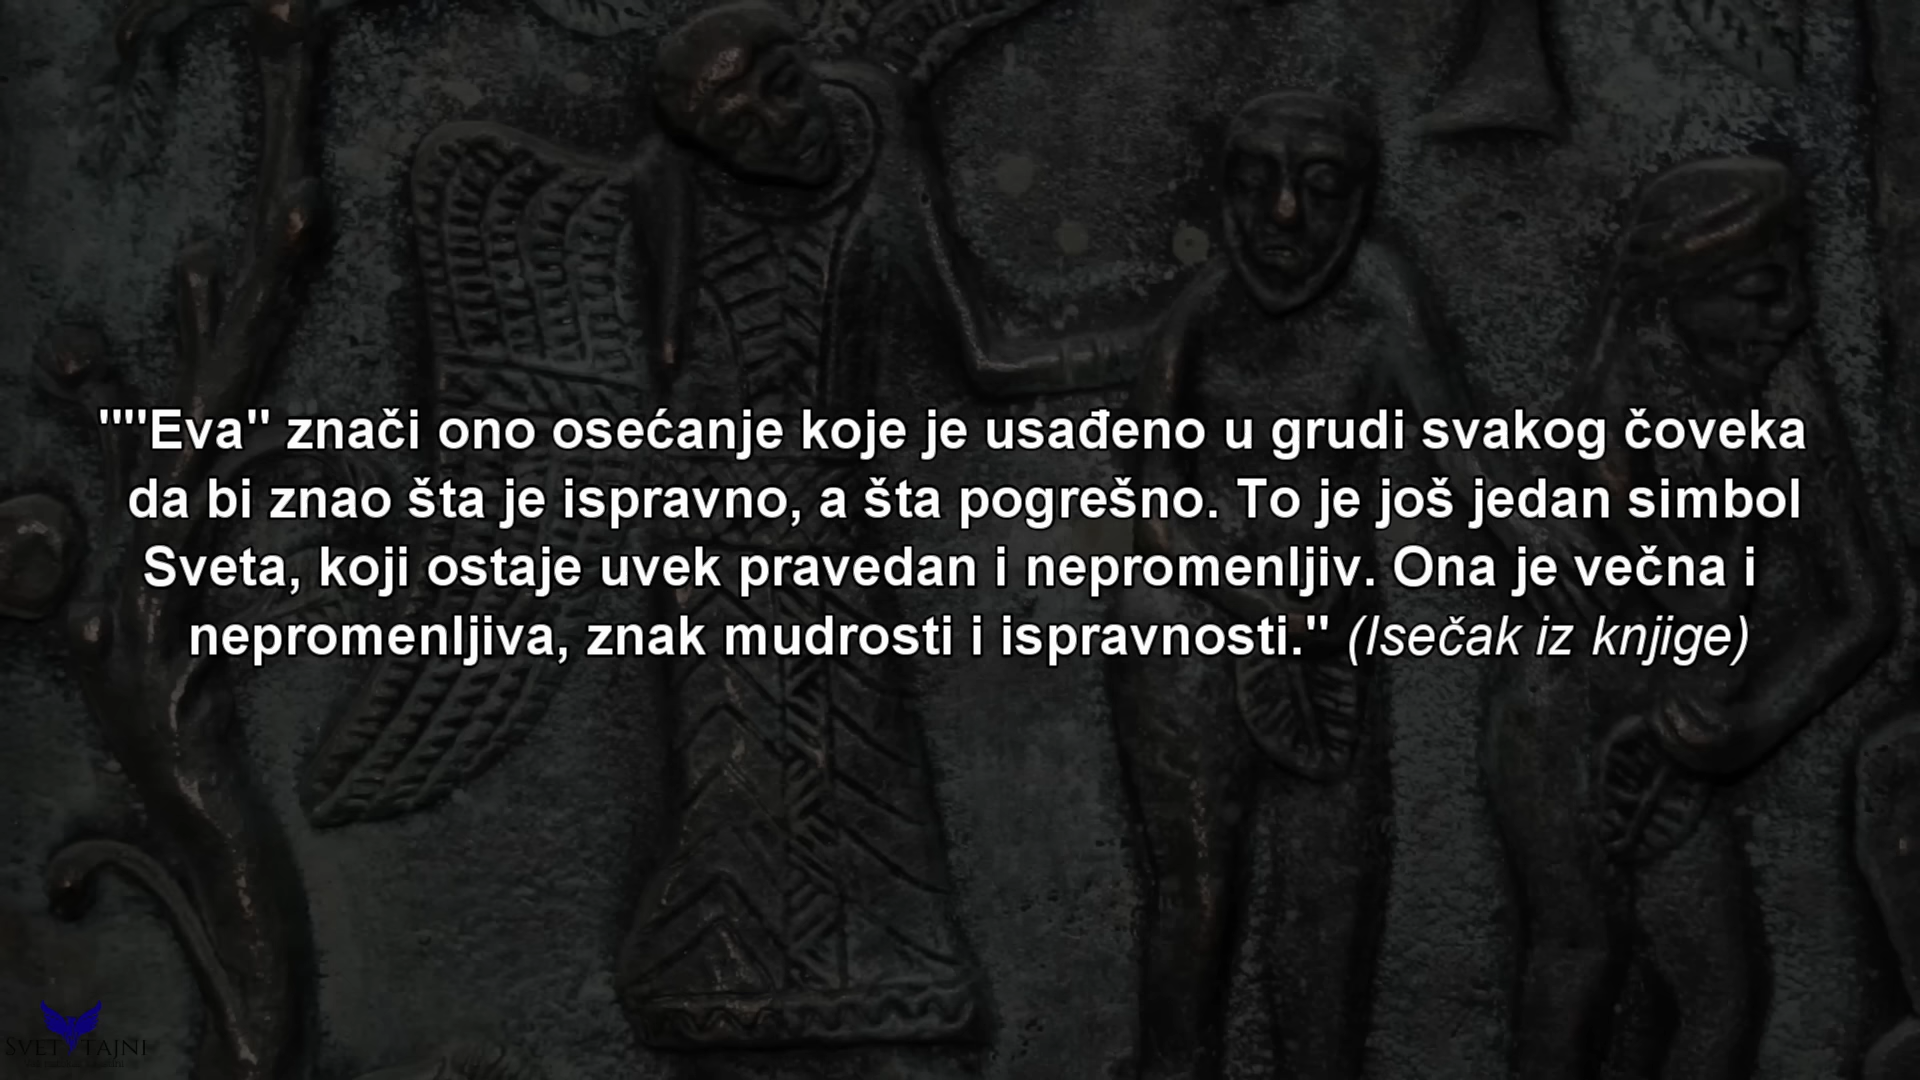 ""Eva" znači ono osećanje koje je usađeno u grudi svakog čoveka
da bi znao šta je ispravno, a šta pogrešno. To je još jedan simbol
Sveta, koji ostaje uvek pravedan i nepromenljiv. Ona je večna i
nepromenljiva, znak mudrosti i ispravnosti." (Isečak iz knjige)
SVET TAJNI